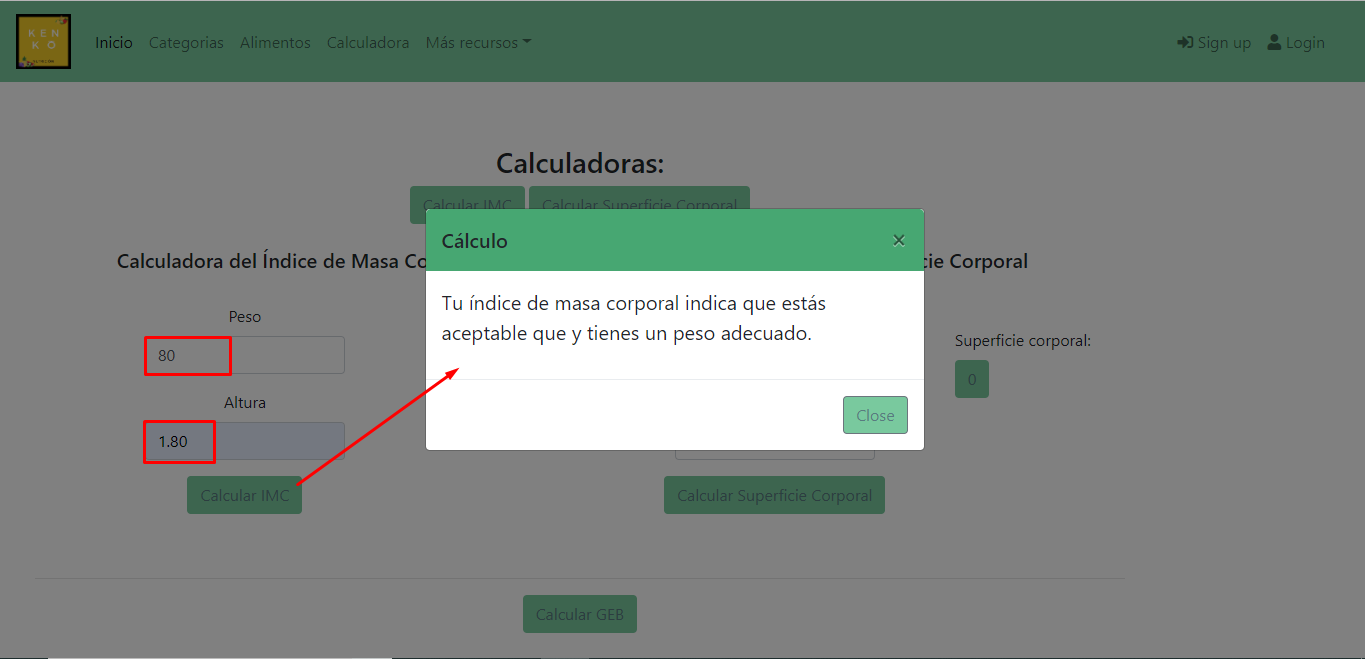 KEN
KO
Inicio Categorias Alimentos Calculadora Más recursos Sign up Login
Calculadoras:
Calcular IMC Calcular Superficie Corporal
Cálculo ×
Calculadora del Índice de Masa Co cie Corporal
Tu índice de masa corporal indica que estás
aceptable que y tienes un peso adecuado.
Peso
80
Superficie corporal:
0
Altura
1.80
Close
Calcular IMC Calcular Superficie Corporal
Calcular GEB